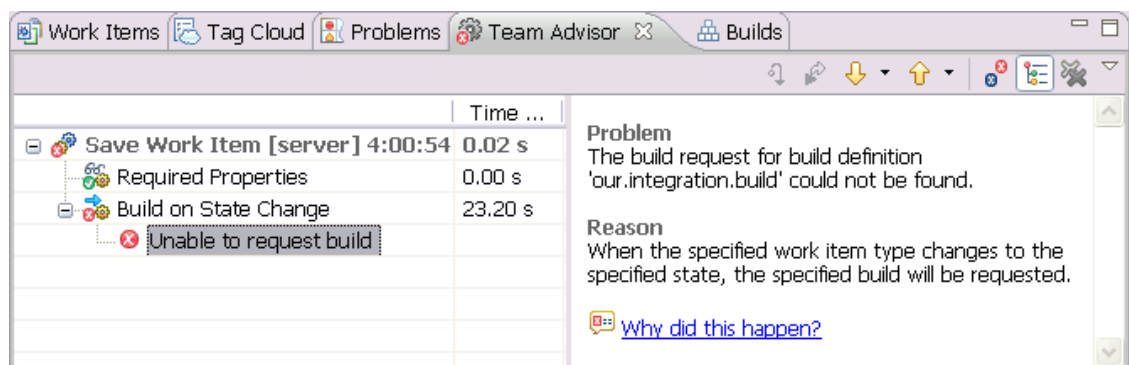 Work Items Tag Cloud Problems Team Advisor Builds
Time ...
Save Work Item [server] 4:00:54 0.02 s
Required Properties 0.00 s
Build on State Change 23.20 s
Unable to request build
Problem
The build request for build definition
'our.integration.build' could not be found.
Reason
When the specified work item type changes to the
specified state, the specified build will be requested.
Why did this happen?